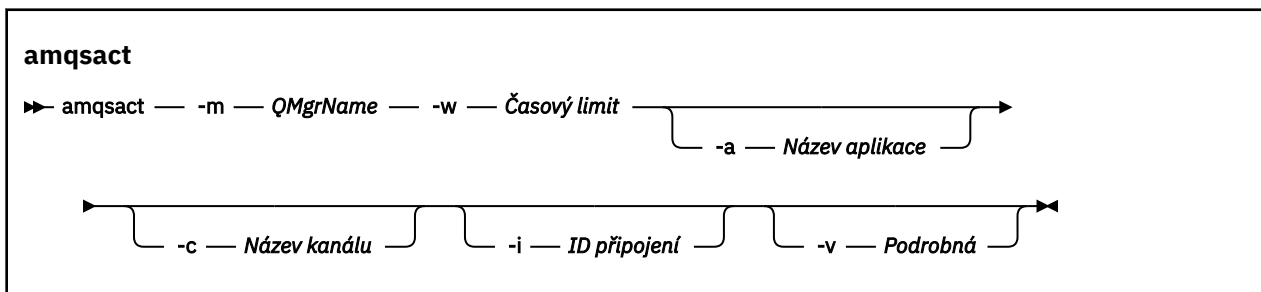 amqsact
amqsact -m QMgrName -w Časový limit
-a Název aplikace
-c Název kanálu -i ID připojení -v Podrobná